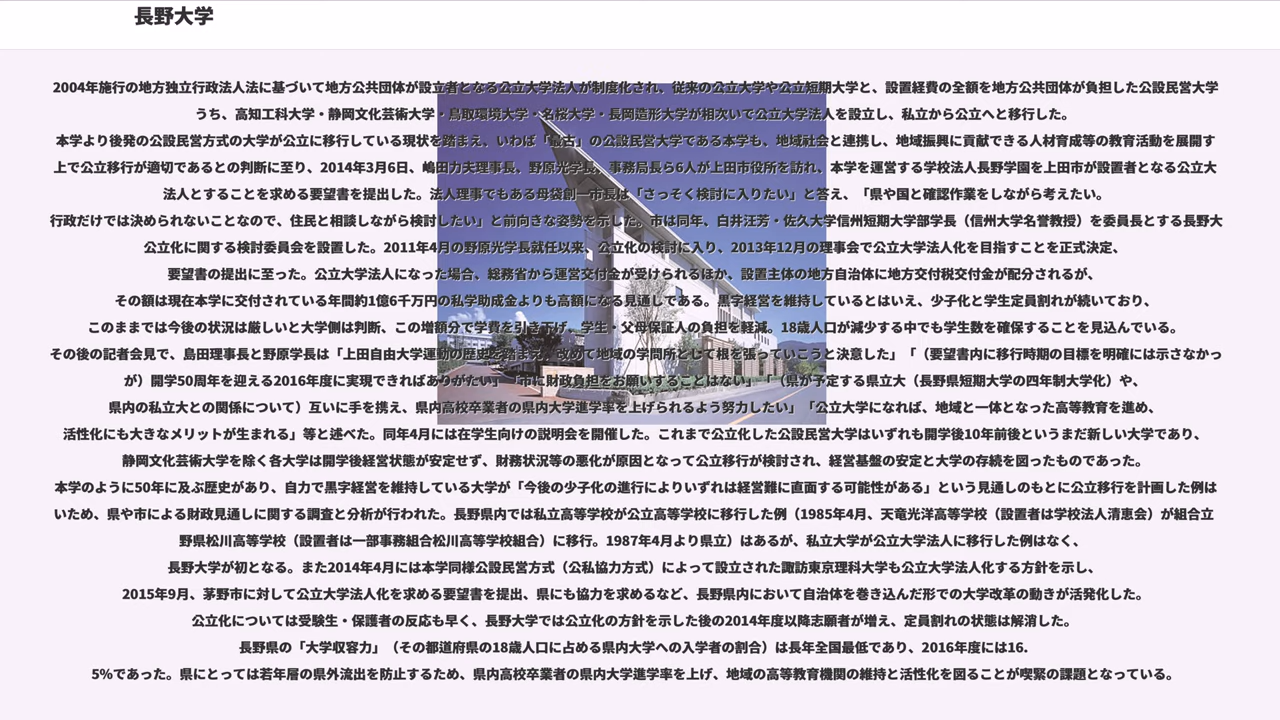 長野大学
2004年施行の地方独立行政法人法に基づいて地方公共団体が設立者となる公立大学法人が制度化され、従来の公立大学や公立短期大学と、設置経費の全額を地方公共団体が負担した公設民営大学
うち、高知工科大学・静岡文化芸術大学・鳥取環境大学・名桜大学・長岡造形大学が相次いで公立大学法人を設立し、私立から公立へと移行した。
本学より後発の公設民営方式の大学が公立に移行している現状を踏まえ、いわば「最古」の公設民営大学である本学も、地域社会と連携し、地域振興に貢献できる人材育成等の教育活動を展開す
上で公立移行が適切であるとの判断に至り、2014年3月6日、嶋田力夫理事長、野原光学長、事務局長ら6人が上田市役所を訪れ、本学を運営する学校法人長野学園を上田市が設置者となる公立大
法人とすることを求める要望書を提出した。法人理事でもある母袋創一市長は「さっそく検討に入りたい」と答え、「県や国と確認作業をしながら考えたい。
行政だけでは決められないことなので、住民と相談しながら検討したい」と前向きな姿勢を示した。市は同年、白井汪芳・佐久大学信州短期大学部学長（信州大学名誉教授）を委員長とする長野大
公立化に関する検討委員会を設置した。2011年4月の野原光学長就任以来、公立化の検討に入り、2013年12月の理事会で公立大学法人化を目指すことを正式決定、
要望書の提出に至った。公立大学法人になった場合、総務省から運営交付金が受けられるほか、設置主体の地方自治体に地方交付税交付金が配分されるが、
その額は現在本学に交付されている年間約1億6千万円の私学助成金よりも高額になる見通しである。黒字経営を維持しているとはいえ、少子化と学生定員割れが続いており、
このままでは今後の状況は厳しいと大学側は判断、この増額分で学費を引き下げ、学生・父母保証人の負担を軽減。18歳人口が減少する中でも学生数を確保することを見込んでいる。
その後の記者会見で、島田理事長と野原学長は「上田自由大学運動の歴史を踏まえ、改めて地域の学問所として根を張っていこうと決意した」「（要望書内に移行時期の目標を明確には示さなかっ
が）開学50周年を迎える2016年度に実現できればありがたい」「市に財政負担をお願いすることはない」「（県が予定する県立大（長野県短期大学の四年制大学化）や、
県内の私立大との関係について）互いに手を携え、県内高校卒業者の県内大学進学率を上げられるよう努力したい」「公立大学になれば、地域と一体となった高等教育を進め、
活性化にも大きなメリットが生まれる」等と述べた。同年4月には在学生向けの説明会を開催した。これまで公立化した公設民営大学はいずれも開学後10年前後というまだ新しい大学であり、
静岡文化芸術大学を除く各大学は開学後経営状態が安定せず、財務状況等の悪化が原因となって公立移行が検討され、経営基盤の安定と大学の存続を図ったものであった。
本学のように50年に及ぶ歴史があり、自力で黒字経営を維持している大学が「今後の少子化の進行によりいずれは経営難に直面する可能性がある」という見通しのもとに公立移行を計画した例は
いため、県や市による財政見通しに関する調査と分析が行われた。長野県内では私立高等学校が公立高等学校に移行した例（1985年4月、天竜光洋高等学校（設置者は学校法人清恵会）が組合立
野県松川高等学校（設置者は一部事務組合松川高等学校組合）に移行。1987年4月より県立）はあるが、私立大学が公立大学法人に移行した例はなく、
長野大学が初となる。また2014年4月には本学同様公設民営方式（公私協力方式）によって設立された諏訪東京理科大学も公立大学法人化する方針を示し、
2015年9月、茅野市に対して公立大学法人化を求める要望書を提出、県にも協力を求めるなど、長野県内において自治体を巻き込んだ形での大学改革の動きが活発化した。
公立化については受験生・保護者の反応も早く、長野大学では公立化の方針を示した後の2014年度以降志願者が増え、定員割れの状態は解消した。
長野県の「大学収容力」（その都道府県の18歳人口に占める県内大学への入学者の割合）は長年全国最低であり、2016年度には16.
5%であった。県にとっては若年層の県外流出を防止するため、県内高校卒業者の県内大学進学率を上げ、地域の高等教育機関の維持と活性化を図ることが喫緊の課題となっている。